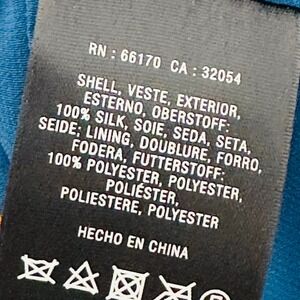 RN : 66170 CA : 32054
SHELL, VESTE, EXTERIOR,
ESTERNO, OBERSTOFF:
100% SILK, SOIE, SEDA, SETA,
SEIDE; LINING, DOUBLURE, FORRO,
FODERA, FUTTERSTOFF:
100% POLYESTER, POLYESTER,
POLIÉSTER,
POLIESTERE, POLYESTER
HECHO EN CHINA